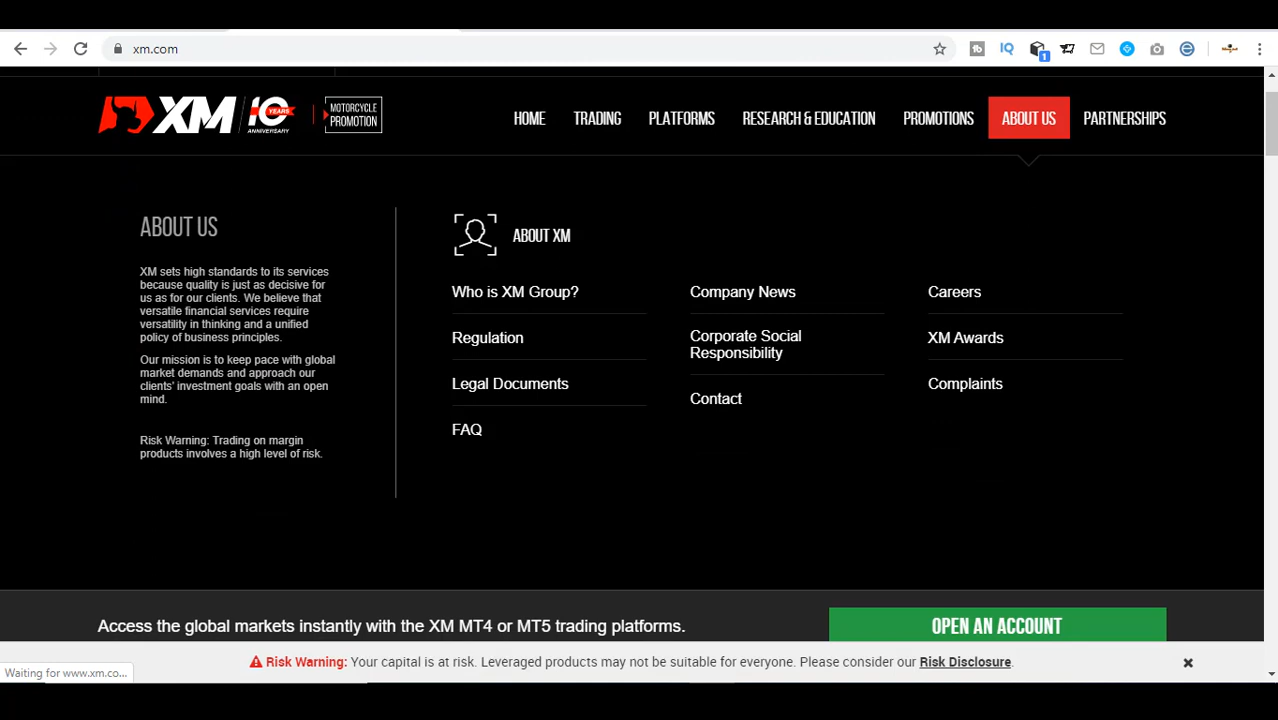 xm.com
1
XM 10 YEARS ANNIVERSARY
MOTORCYCLE
PROMOTION
HOME
TRADING
PLATFORMS
RESEARCH & EDUCATION
PROMOTIONS
ABOUT US
PARTNERSHIPS
ABOUT US
XM sets high standards to its services
because quality is just as decisive for
us as for our clients. We believe that
versatile financial services require
versatility in thinking and a unified
policy of business principles.
Our mission is to keep pace with global
market demands and approach our
clients' investment goals with an open
mind.
Risk Warning: Trading on margin
products involves a high level of risk.
ABOUT XM
Who is XM Group?
Regulation
Legal Documents
FAQ
Company News
Corporate Social
Responsibility
Contact
Careers
XM Awards
Complaints
Access the global markets instantly with the XM MT4 or MT5 trading platforms.
OPEN AN ACCOUNT
Risk Warning: Your capital is at risk. Leveraged products may not be suitable for everyone. Please consider our Risk Disclosure.
Waiting for www.xm.co...